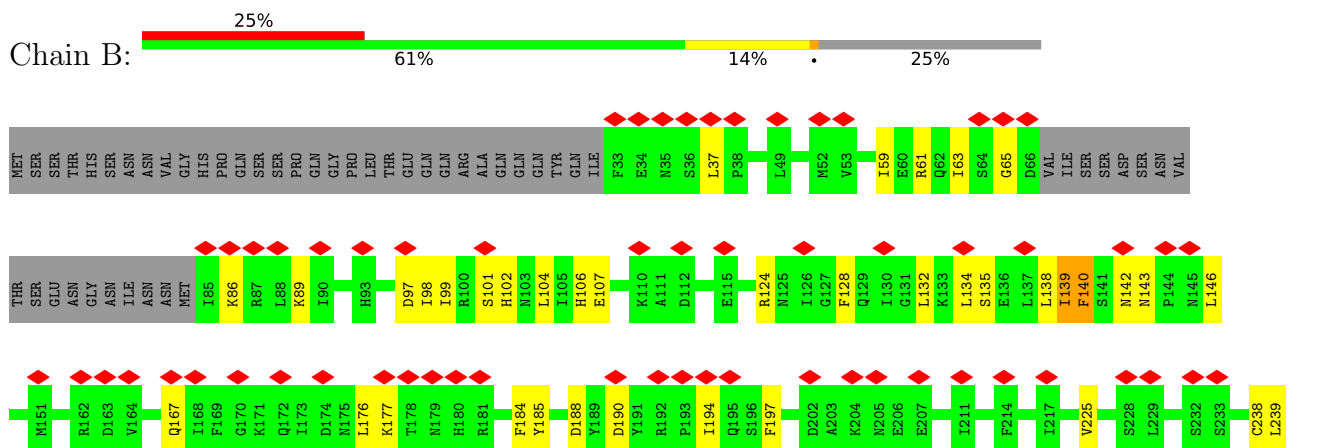 25%
Chain B:
61% 14% • 25%
MET SER SER THR HIS SER ASN ASN VAL GLY HIS PRO GLN SER SER PRO GLN GLY PRO LEU THR GLU GLN GLN ARG ALA GLN GLN GLN TYR GLN ILE F33 E34 N35 S36 L37 P38 L49 M52 V53 I59 E60 R61 Q62 I63 S64 G65 D66 VAL ILE SER SER ASP SER ASN VAL
THR SER GLU ASN GLY ASN ILE ASN ASN MET I85 K86 R87 L88 K89 I90 H93 D97 I98 I99 R100 S101 H102 N103 L104 I105 H106 E107 K110 A111 D112 E115 R124 N125 I126 G127 F128 Q129 I130 G131 L132 K133 L134 S135 E136 L137 L138 I139 F140 S141 N142 N143 P144 N145 L146
M151 R162 D163 V164 Q167 I168 F169 G170 K171 Q172 I173 D174 N175 L176 K177 T178 N179 H180 R181 F184 Y185 D188 Y189 D190 Y191 R192 P193 I194 Q195 S196 F197 D202 A203 K204 N205 E206 E207 I211 F214 I217 V225 S228 L229 S232 S233 C238 L239